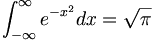 ∫_{-∞}^{∞} e^{-x^2} dx = √π